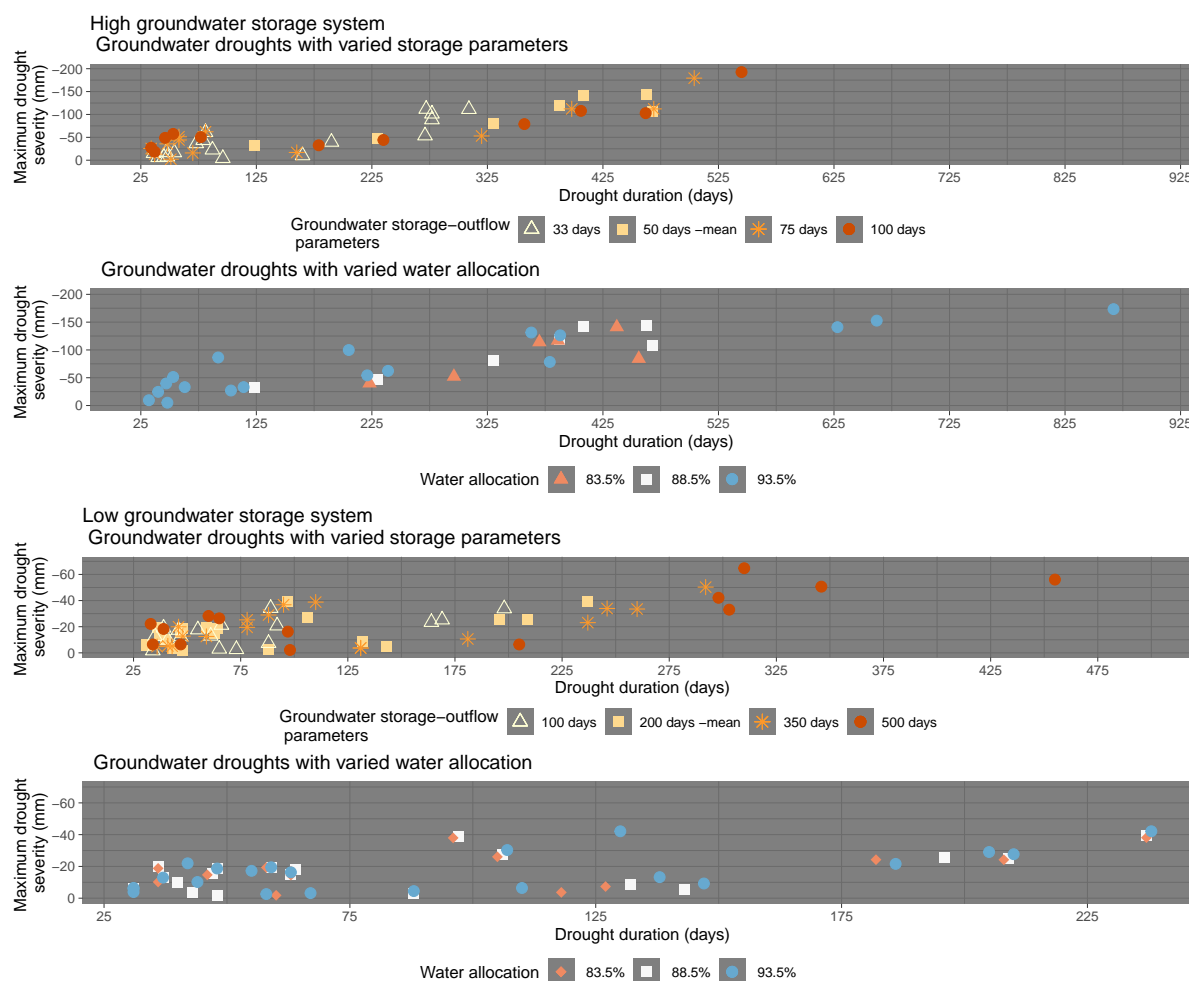 High groundwater storage system
Groundwater droughts with varied storage parameters
Maximum drought
severity (mm)
−200
−150
−100
−50
0
25 125 225 325 425 525 625 725 825 925
Drought duration (days)
Groundwater storage−outflow
parameters
33 days 50 days −mean 75 days 100 days
Groundwater droughts with varied water allocation
Maximum drought
severity (mm)
−200
−150
−100
−50
0
25 125 225 325 425 525 625 725 825 925
Drought duration (days)
Water allocation 83.5% 88.5% 93.5%
Low groundwater storage system
Groundwater droughts with varied storage parameters
Maximum drought
severity (mm)
−60
−40
−20
0
25 75 125 175 225 275 325 375 425 475
Drought duration (days)
Groundwater storage−outflow
parameters
100 days 200 days −mean 350 days 500 days
Groundwater droughts with varied water allocation
Maximum drought
severity (mm)
−60
−40
−20
0
25 75 125 175 225
Drought duration (days)
Water allocation 83.5% 88.5% 93.5%